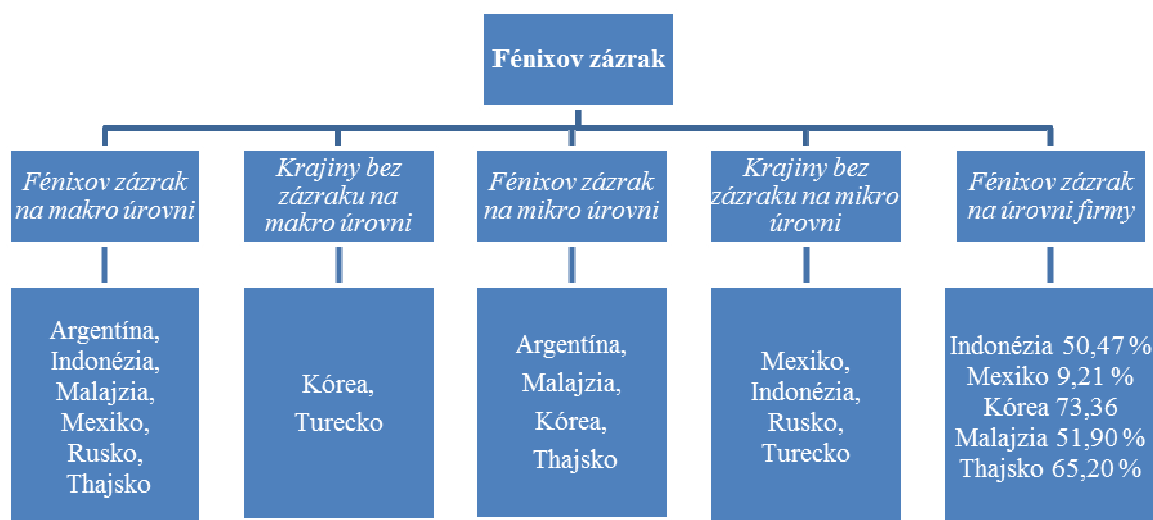 Fénixov zázrak
Fénixov zázrak
na makro úrovni
Krajiny bez
zázraku na
makro úrovni
Fénixov zázrak
na mikro úrovni
Krajiny bez
zázraku na mikro
úrovni
Fénixov zázrak
na úrovni firmy
Argentína,
Indonézia,
Malajzia,
Mexiko,
Rusko,
Thajsko
Kórea,
Turecko
Argentína,
Malajzia,
Kórea,
Thajsko
Mexiko,
Indonézia,
Rusko,
Turecko
Indonézia 50,47 %
Mexiko 9,21 %
Kórea 73,36
Malajzia 51,90 %
Thajsko 65,20 %